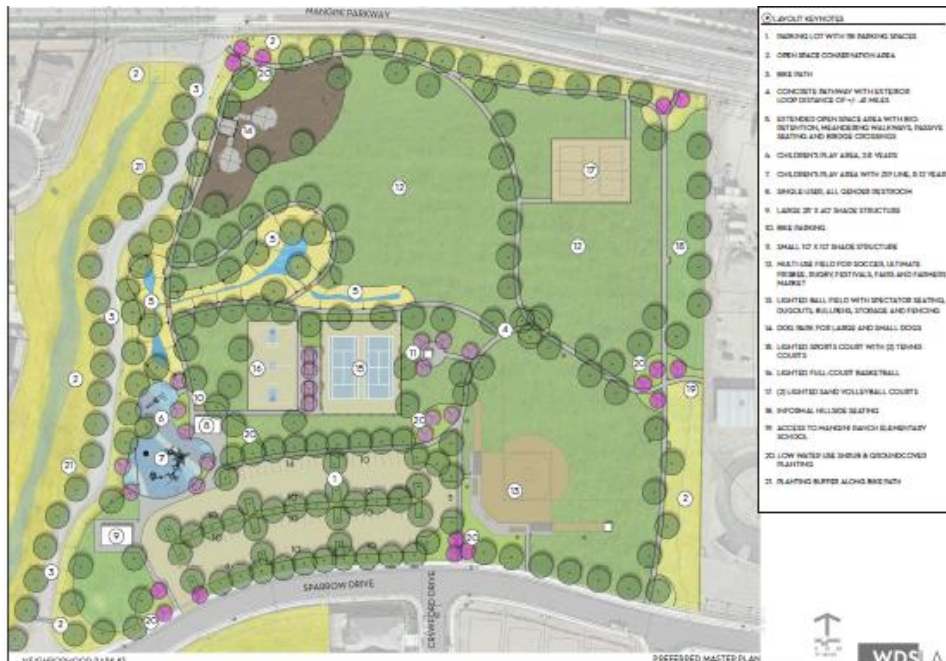 MANGINI PARKWAY
LAYOUT KEYNOTES
1. PARKING LOT WITH 118 PARKING SPACES
2. OPEN SPACE CONSERVATION AREA
3. BIKE PATH
4. CONCRETE PATHWAY WITH EXTERIOR
LOOP DISTANCE OF +/- MILES
5. EXTENDED OPEN SPACE AREA WITH BIO-
RETENTION, MEANDERING WALKWAYS, PASSIVE
SEATING AND BRIDGE CROSSINGS
6. CHILDREN'S PLAY AREA, 2-5 YEARS
7. CHILDREN'S PLAY AREA WITH ZIP LINE, 5-12 YEAR
8. SINGLE USER, ALL GENDER RESTROOM
9. LARGE SHADE STRUCTURE
10. BIKE PARKING
11. SMALL SHADE STRUCTURE
12. MULTI USE FIELD FOR SOCCER, ULTIMATE
FRISBEE, RUGBY, FESTIVALS, FAIRS AND FARMERS
MARKET
13. LIGHTED BALL FIELD WITH SPECTATOR SEATING,
DUGOUTS, BULLPENS, STORAGE AND FENCING
14. DOG PARK FOR LARGE AND SMALL DOGS
15. LIGHTED SPORTS COURT WITH (2) TENNIS
COURTS
16. LIGHTED FULL-COURT BASKETBALL
17. (2) LIGHTED SAND VOLLEYBALL COURTS
18. INFORMAL HILLSIDE SEATING
19. ACCESS TO MANGINI RANCH ELEMENTARY
SCHOOL
20. LOW WATER USE SHRUB & GROUNDCOVER
PLANTING
21. PLANTING BUFFER ALONG BIKE PATH
SPARROW DRIVE
CRAWFORD DRIVE
NEIGHBORHOOD PARK #3
PREFERRED MASTER PLAN
WDS